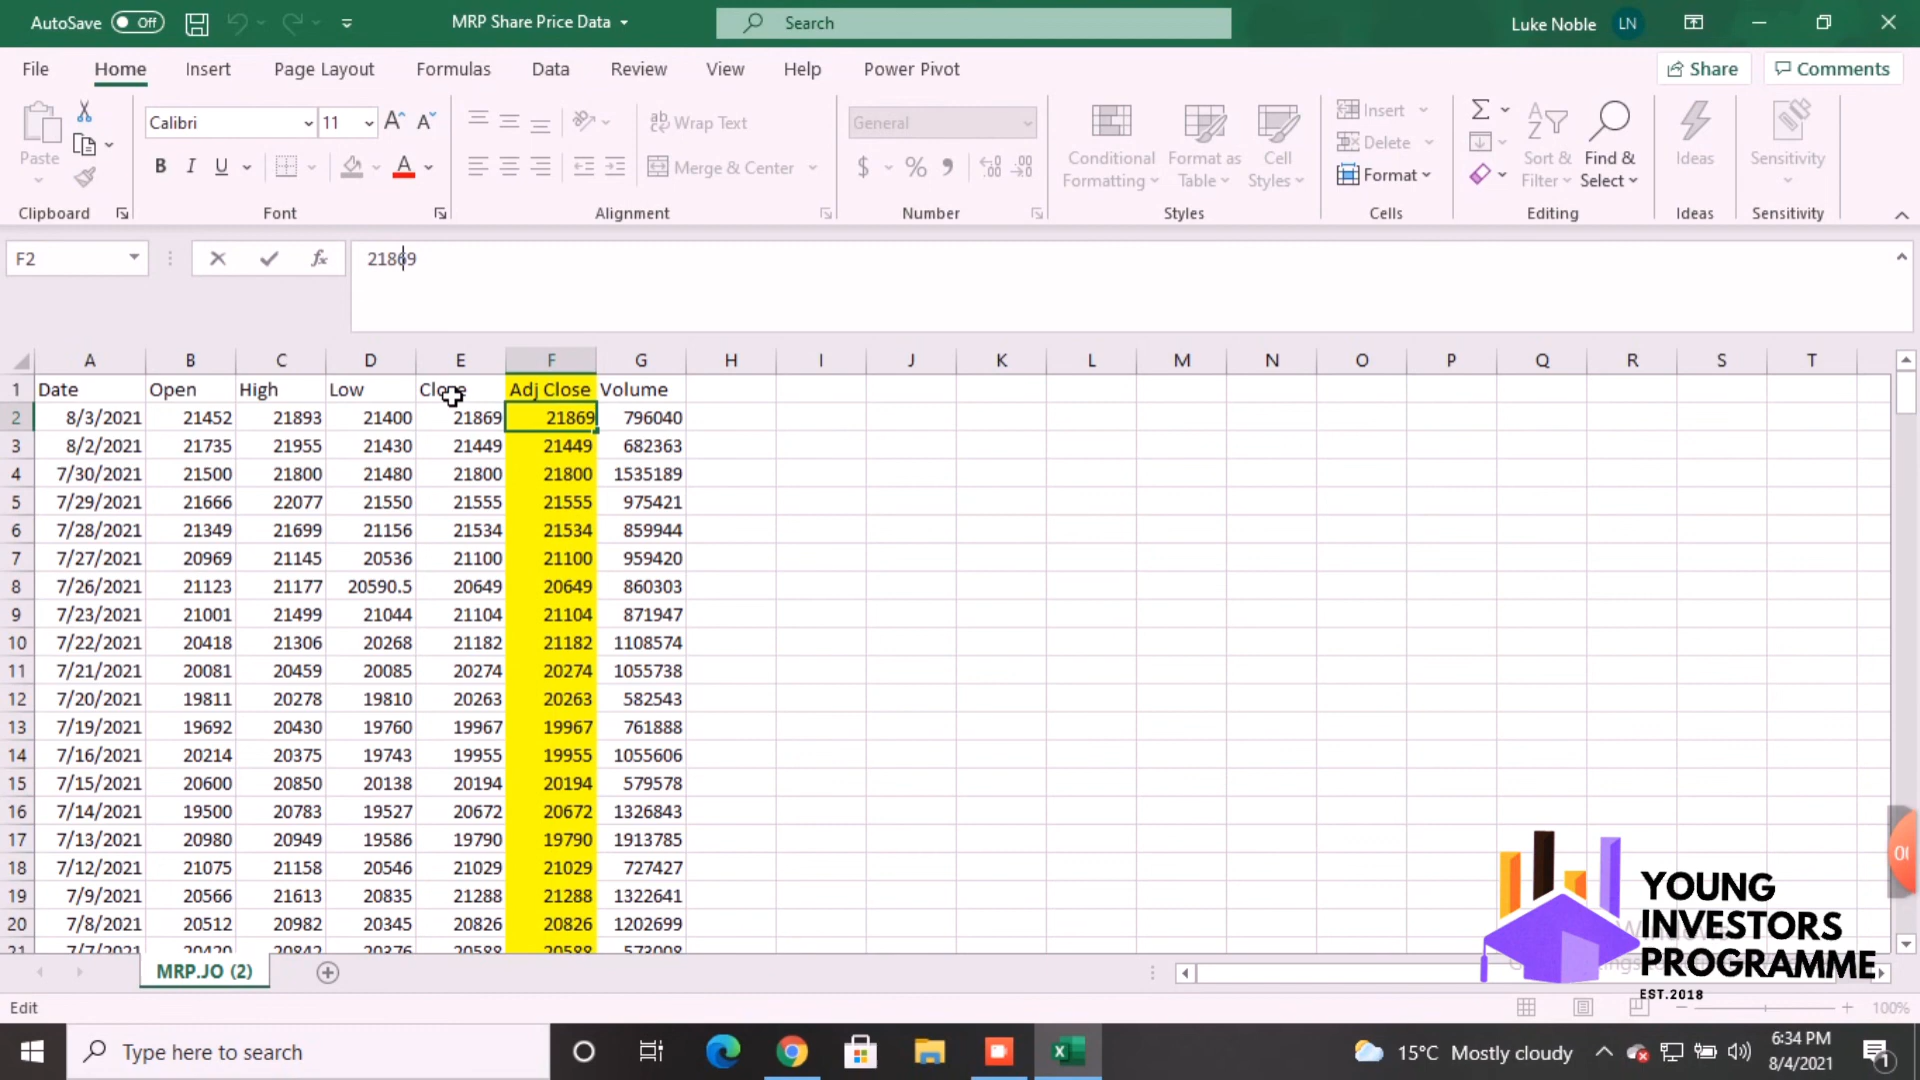 AutoSave Off MRP Share Price Data Search Luke Noble LN
File Home Insert Page Layout Formulas Data Review View Help Power Pivot Share Comments
Paste Calibri 11 Wrap Text General Conditional Formatting Format as Table Cell Styles Insert Delete Format Sort & Filter Find & Select Ideas Sensitivity
B I U Merge & Center $ %
Clipboard Font Alignment Number Styles Cells Editing Ideas Sensitivity
F2 fx 21869
A B C D E F G H I J K L M N O P Q R S T
1 Date Open High Low Close Adj Close Volume
2 8/3/2021 21452 21893 21400 21869 21869 796040
3 8/2/2021 21735 21955 21430 21449 21449 682363
4 7/30/2021 21500 21800 21480 21800 21800 1535189
5 7/29/2021 21666 22077 21550 21555 21555 975421
6 7/28/2021 21349 21699 21156 21534 21534 859944
7 7/27/2021 20969 21145 20536 21100 21100 959420
8 7/26/2021 21123 21177 20590.5 20649 20649 860303
9 7/23/2021 21001 21499 21044 21104 21104 871947
10 7/22/2021 20418 21306 20268 21182 21182 1108574
11 7/21/2021 20081 20459 20085 20274 20274 1055738
12 7/20/2021 19811 20278 19810 20263 20263 582543
13 7/19/2021 19692 20430 19760 19967 19967 761888
14 7/16/2021 20214 20375 19743 19955 19955 1055606
15 7/15/2021 20600 20850 20138 20194 20194 579578
16 7/14/2021 19500 20783 19527 20672 20672 1326843
17 7/13/2021 20980 20949 19586 19790 19790 1913785
18 7/12/2021 21075 21158 20546 21029 21029 727427
19 7/9/2021 20566 21613 20835 21288 21288 1322641
20 7/8/2021 20512 20982 20345 20826 20826 1202699
21 7/7/2021 20420 20842 20376 20588 20588 573008
YOUNG
INVESTORS
PROGRAMME
EST.2018
MRP.JO (2)
Edit 100%
Type here to search 15°C Mostly cloudy 6:34 PM
8/4/2021 1